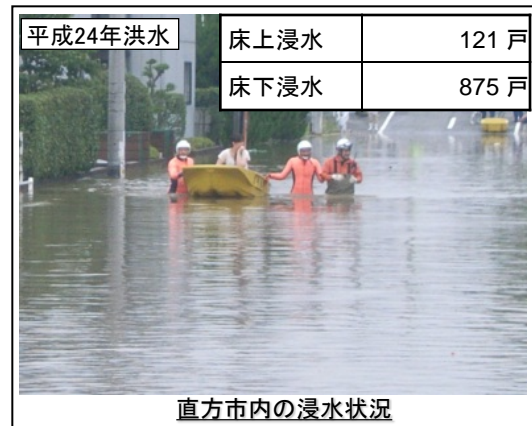 平成24年洪水
床上浸水 121 戸
床下浸水 875 戸
直方市内の浸水状況